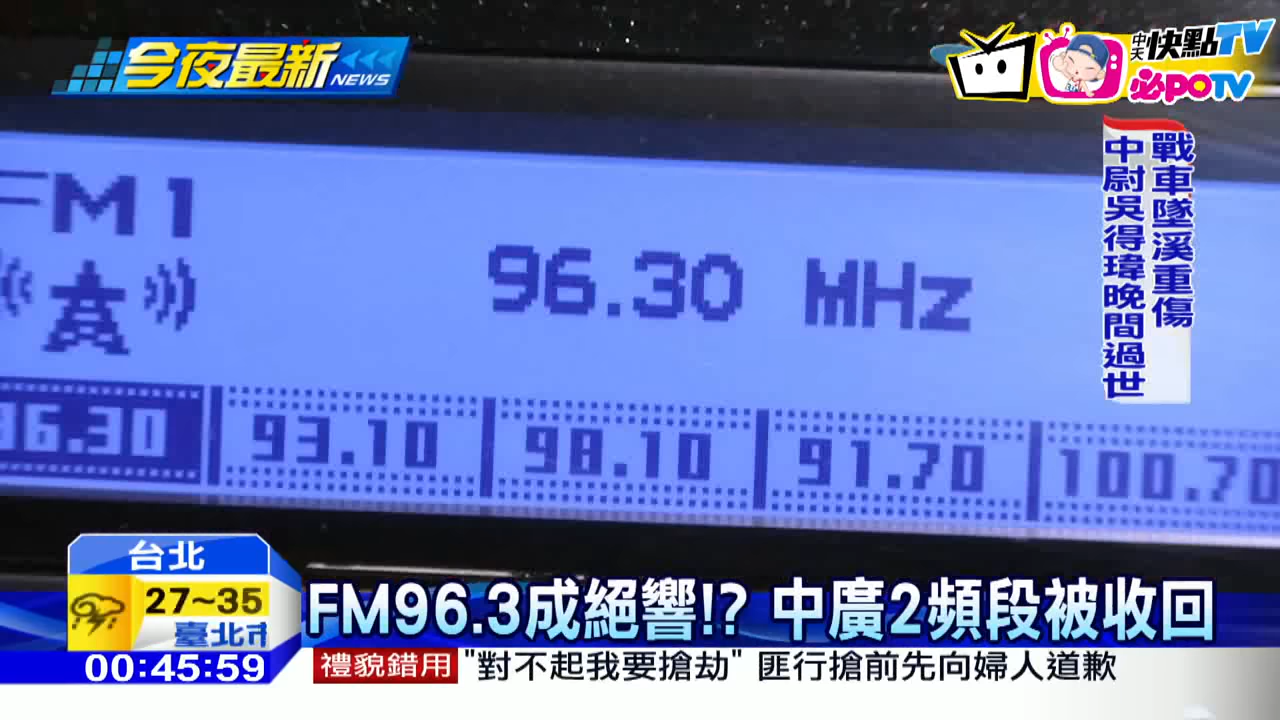 今夜最新
NEWS
中天快點TV
必POTV
戰車墜溪重傷
中尉吳得瑋晚間過世
FM1
96.30 MHz
96.30
93.10
98.10
91.70
100.70
台北
27~35
臺北市
00:45:59
FM96.3成絕響!? 中廣2頻段被收回
禮貌錯用
"對不起我要搶劫" 匪行搶前先向婦人道歉